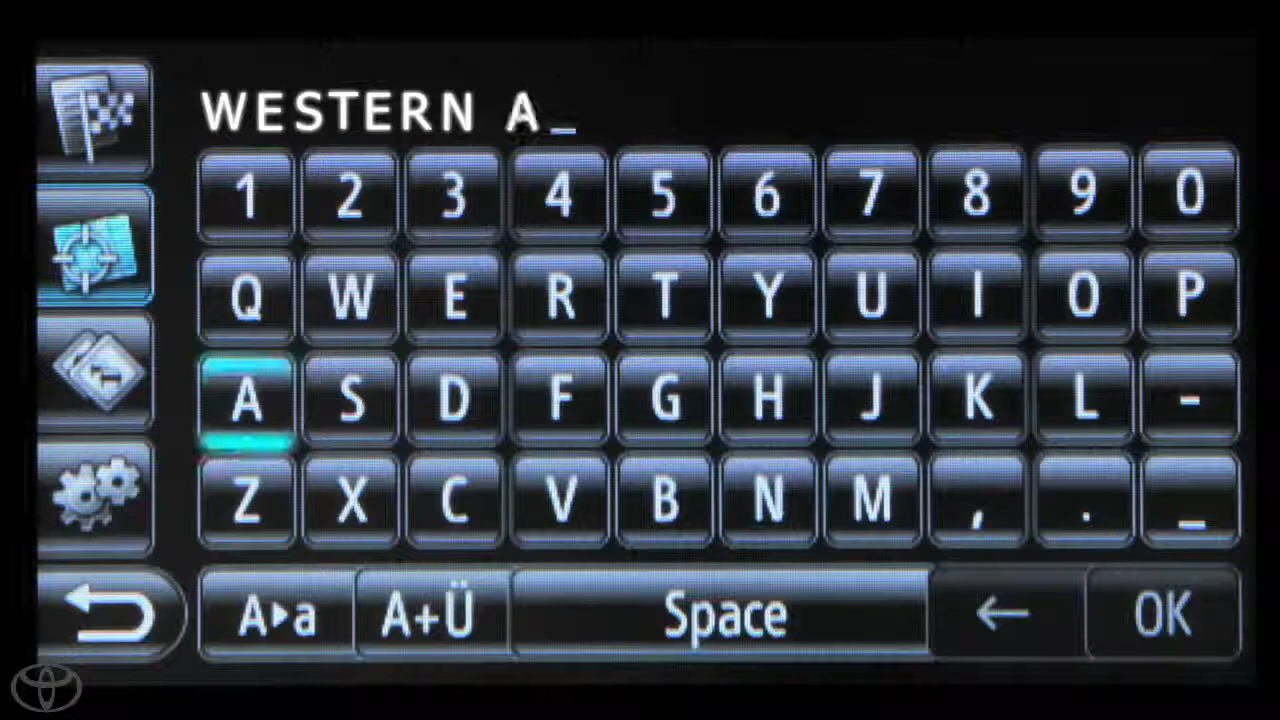 WESTERN A_
1 2 3 4 5 6 7 8 9 0
Q W E R T Y U I O P
A S D F G H J K L -
Z X C V B N M , . _
A▸a A+Ü Space ← OK